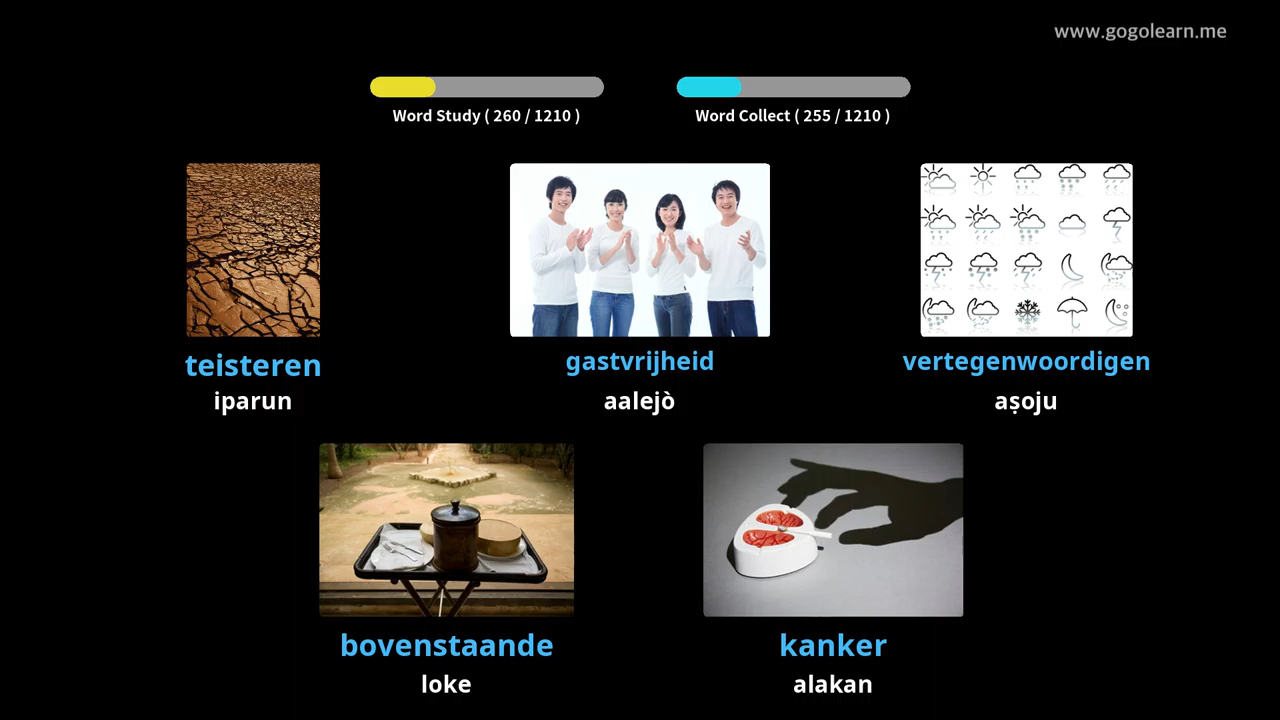 www.gogolearn.me
Word Study ( 260 / 1210 )
Word Collect ( 255 / 1210 )
teisteren
iparun
gastvrijheid
aalejò
vertegenwoordigen
aṣoju
bovenstaande
loke
kanker
alakan